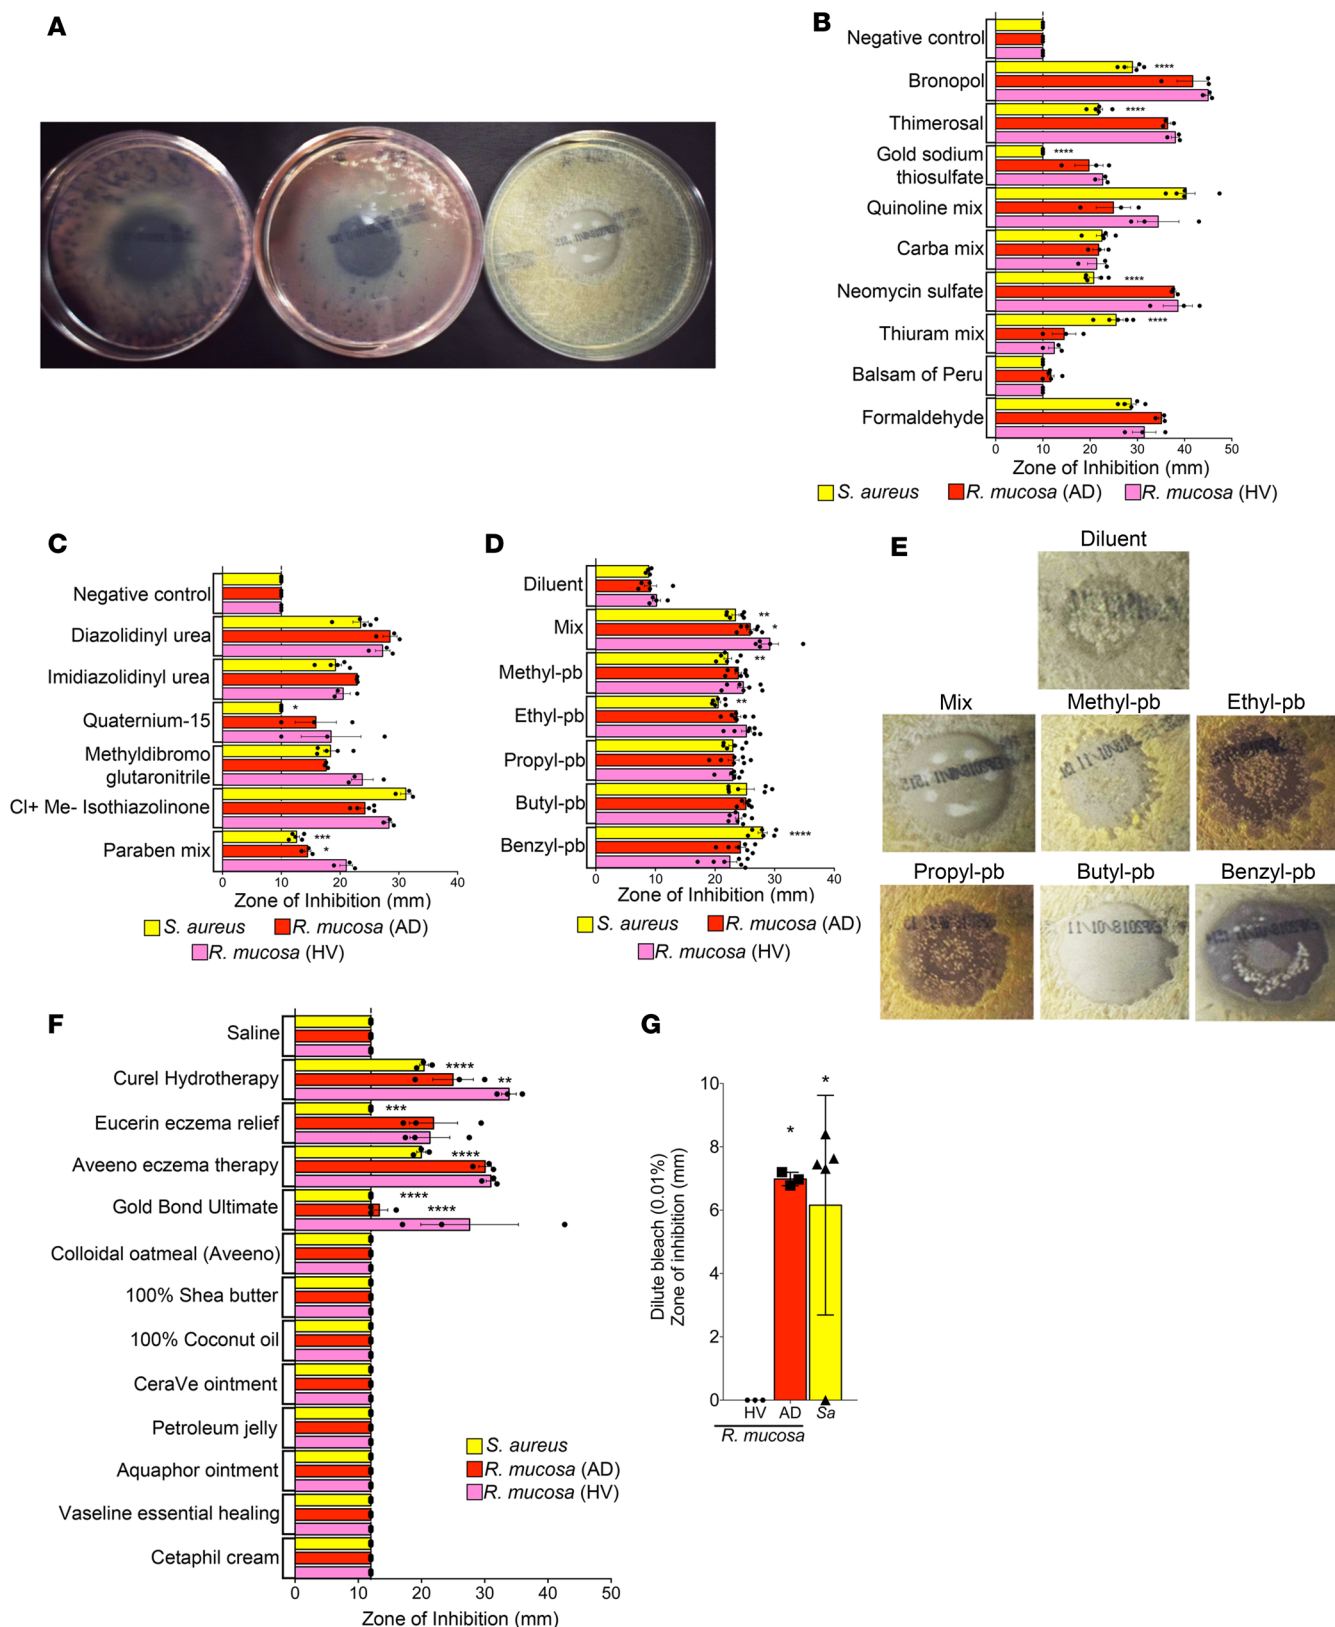 A
B
Negative control
Bronopol
****
Thimerosal
****
Gold sodium
thiosulfate
****
Quinoline mix
Carba mix
Neomycin sulfate
****
Thiuram mix
****
Balsam of Peru
Formaldehyde
0 10 20 30 40 50
Zone of Inhibition (mm)
S. aureus R. mucosa (AD) R. mucosa (HV)
C
Negative control
Diazolidinyl urea
Imidiazolidinyl urea
Quaternium-15
*
Methyldibromo
glutaronitrile
Cl+ Me- Isothiazolinone
Paraben mix
***
*
0 10 20 30 40
Zone of Inhibition (mm)
S. aureus R. mucosa (AD)
R. mucosa (HV)
D
Diluent
Mix
**
*
Methyl-pb
**
Ethyl-pb
**
Propyl-pb
Butyl-pb
Benzyl-pb
****
0 10 20 30 40
Zone of Inhibition (mm)
S. aureus R. mucosa (AD)
R. mucosa (HV)
E
Diluent
Mix Methyl-pb Ethyl-pb
Propyl-pb Butyl-pb Benzyl-pb
F
Saline
Curel Hydrotherapy
****
**
Eucerin eczema relief
***
Aveeno eczema therapy
****
Gold Bond Ultimate
****
****
Colloidal oatmeal (Aveeno)
100% Shea butter
100% Coconut oil
CeraVe ointment
Petroleum jelly
Aquaphor ointment
Vaseline essential healing
Cetaphil cream
S. aureus
R. mucosa (AD)
R. mucosa (HV)
0 10 20 30 40 50
Zone of Inhibition (mm)
G
Dilute bleach (0.01%)
Zone of inhibition (mm)
10
8
6
4
2
0
*
*
HV AD Sa
R. mucosa